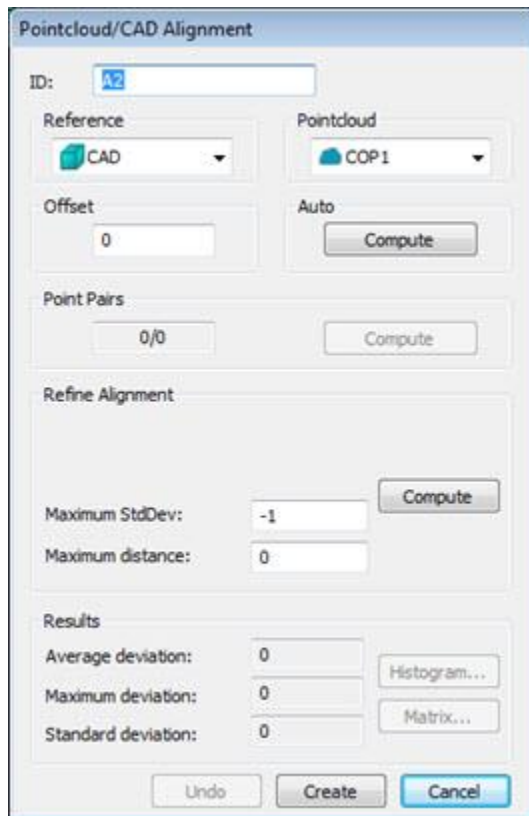 Pointcloud/CAD Alignment
ID: A2
Reference Pointcloud
CAD COP1
Offset Auto
0 Compute
Point Pairs
0/0 Compute
Refine Alignment
Compute
Maximum StdDev: -1
Maximum distance: 0
Results
Average deviation: 0
Histogram...
Maximum deviation: 0
Matrix...
Standard deviation: 0
Undo Create Cancel